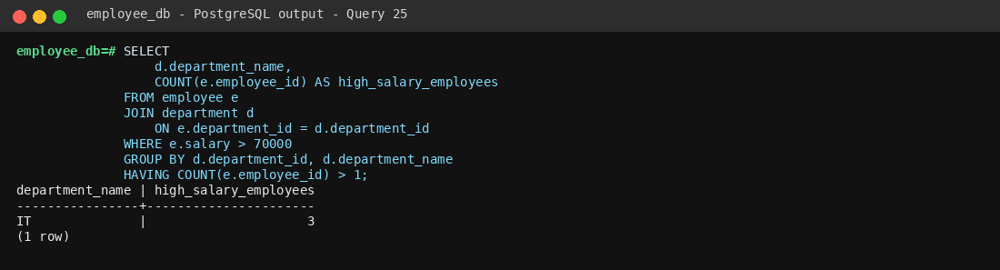 employee_db - PostgreSQL output - Query 25
employee_db=# SELECT
                  d.department_name,
                  COUNT(e.employee_id) AS high_salary_employees
              FROM employee e
              JOIN department d
                  ON e.department_id = d.department_id
              WHERE e.salary > 70000
              GROUP BY d.department_id, d.department_name
              HAVING COUNT(e.employee_id) > 1;
department_name | high_salary_employees
----------------+----------------------
IT              |                     3
(1 row)